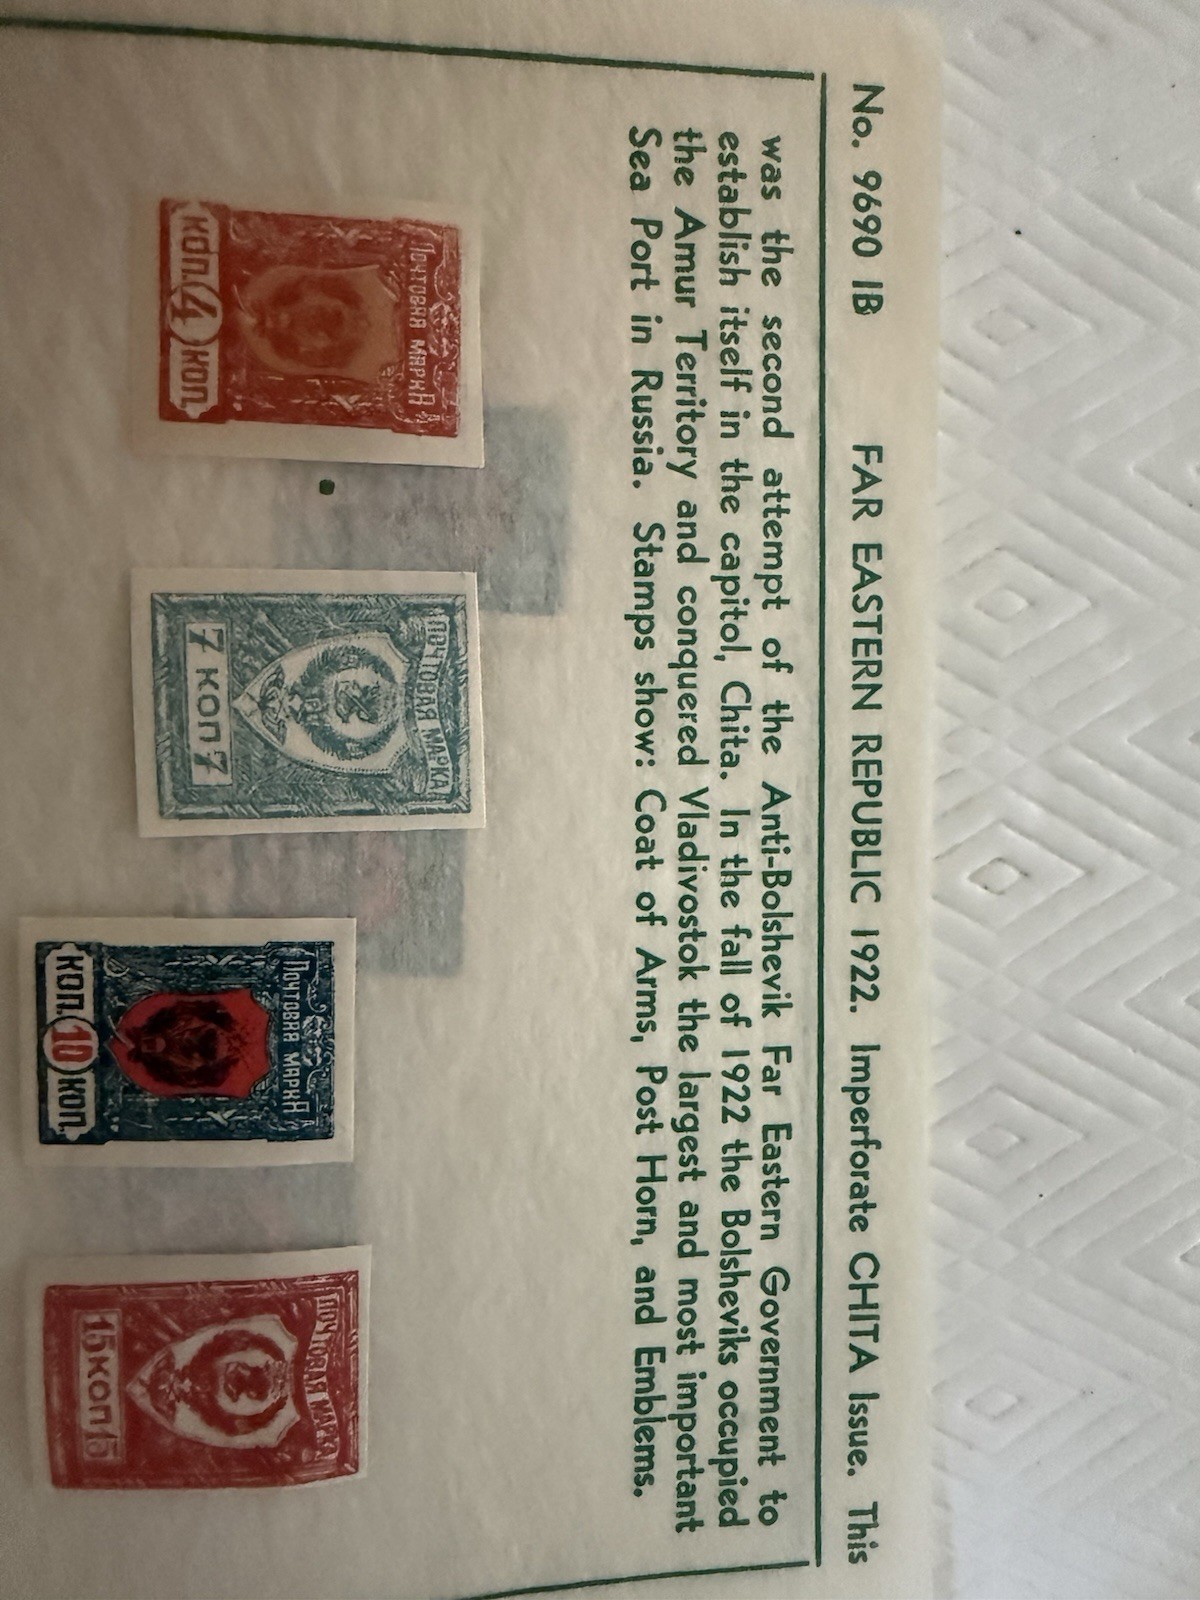 No. 9690 IB FAR EASTERN REPUBLIC 1922. Imperforate CHITA Issue. This
was the second attempt of the Anti-Bolshevik Far Eastern Government to
establish itself in the capitol, Chita. In the fall of 1922 the Bolsheviks occupied
the Amur Territory and conquered Vladivostok the largest and most important
Sea Port in Russia. Stamps show: Coat of Arms, Post Horn, and Emblems.
ПОЧТОВАЯ МАРКА
КОП. 4 КОП.
ПОЧТОВАЯ МАРКА
7 КОП 7
ПОЧТОВАЯ МАРКА
КОП. 10 КОП.
ПОЧТОВАЯ МАРКА
15 КОП 15